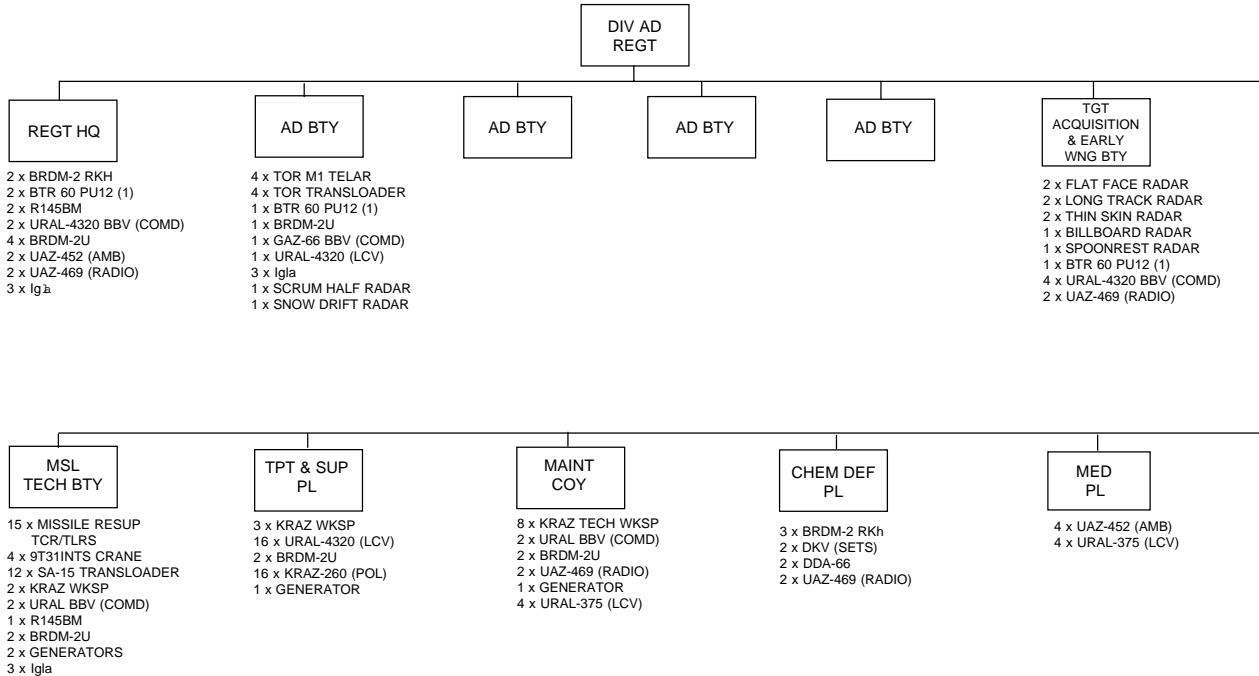 DIV AD
REGT
REGT HQ
2 x BRDM-2 RKH
2 x BTR 60 PU12 (1)
2 x R145BM
2 x URAL-4320 BBV (COMD)
4 x BRDM-2U
2 x UAZ-452 (AMB)
2 x UAZ-469 (RADIO)
3 x Igla
AD BTY
4 x TOR M1 TELAR
4 x TOR TRANSLOADER
1 x BTR 60 PU12 (1)
1 x BRDM-2U
1 x GAZ-66 BBV (COMD)
1 x URAL-4320 (LCV)
3 x Igla
1 x SCRUM HALF RADAR
1 x SNOW DRIFT RADAR
AD BTY
AD BTY
AD BTY
TGT
ACQUISITION
& EARLY
WNG BTY
2 x FLAT FACE RADAR
2 x LONG TRACK RADAR
2 x THIN SKIN RADAR
1 x BILLBOARD RADAR
1 x SPOONREST RADAR
1 x BTR 60 PU12 (1)
4 x URAL-4320 BBV (COMD)
2 x UAZ-469 (RADIO)
MSL
TECH BTY
15 x MISSILE RESUP
TCR/TLRS
4 x 9T31INTS CRANE
12 x SA-15 TRANSLOADER
2 x KRAZ WKSP
2 x URAL BBV (COMD)
1 x R145BM
2 x BRDM-2U
2 x GENERATORS
3 x Igla
TPT & SUP
PL
3 x KRAZ WKSP
16 x URAL-4320 (LCV)
2 x BRDM-2U
16 x KRAZ-260 (POL)
1 x GENERATOR
MAINT
COY
8 x KRAZ TECH WKSP
2 x URAL BBV (COMD)
2 x BRDM-2U
2 x UAZ-469 (RADIO)
1 x GENERATOR
4 x URAL-375 (LCV)
CHEM DEF
PL
3 x BRDM-2 RKh
2 x DKV (SETS)
2 x DDA-66
2 x UAZ-469 (RADIO)
MED
PL
4 x UAZ-452 (AMB)
4 x URAL-375 (LCV)